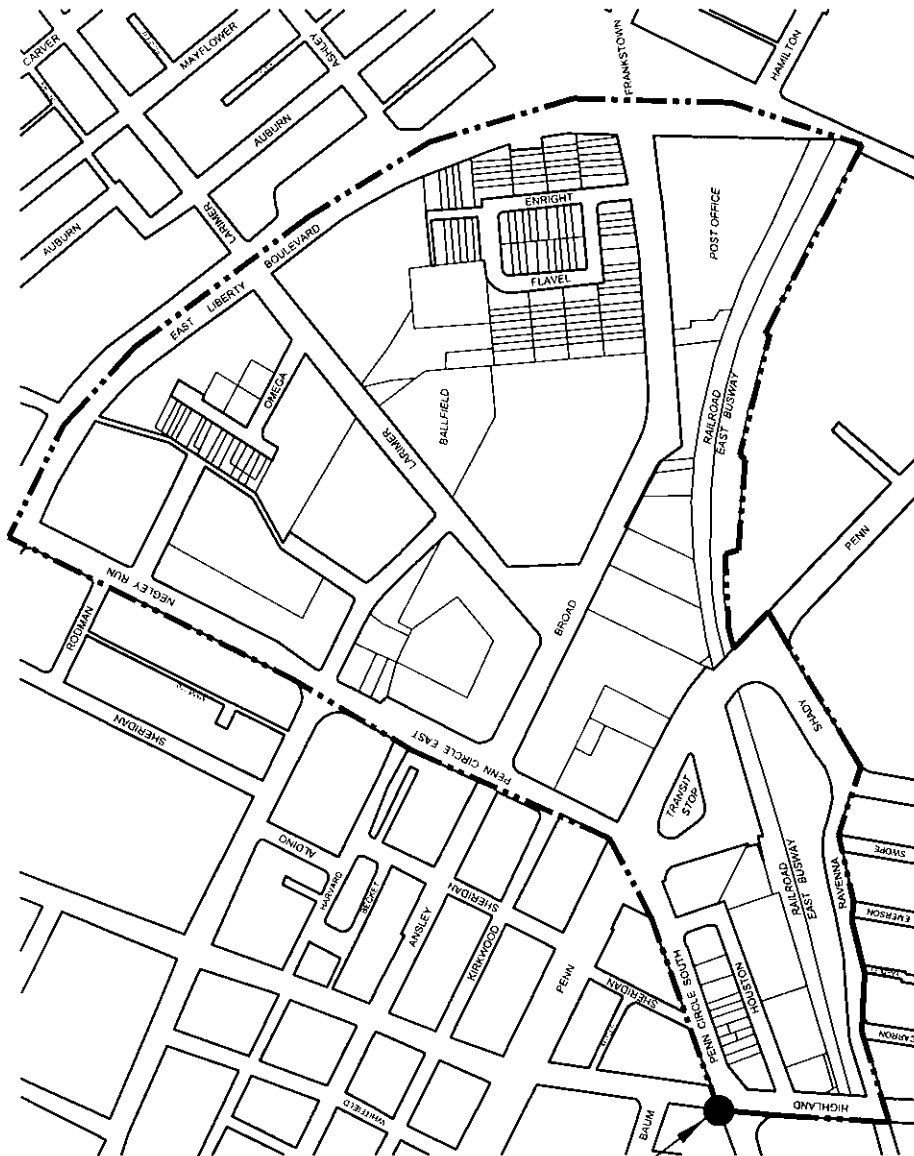 CARVER
MAYFLOWER
ASHLEY
FRANKSTOWN
HAMILTON
AUBURN
LARIMER
AUBURN
EAST LIBERTY BOULEVARD
ENRIGHT
FLAVEL
POST OFFICE
OMEGA
BALLFIELD
LARIMER
RAILROAD
EAST BUSWAY
PENN
NEGLEY RUN
RODMAN
SHERIDAN
BROAD
PENN CIRCLE EAST
SHADY
TRANSIT
STOP
ALDINO
HARVARD
BECKET
ANSLEY
SHERIDAN
KIRKWOOD
PENN
SHERIDAN
PENN CIRCLE SOUTH
HOUSTON
RAILROAD
EAST BUSWAY
RAVENNA
SWOPE
EMERSON
CARRON
WHITFIELD
BAUM
HIGHLAND